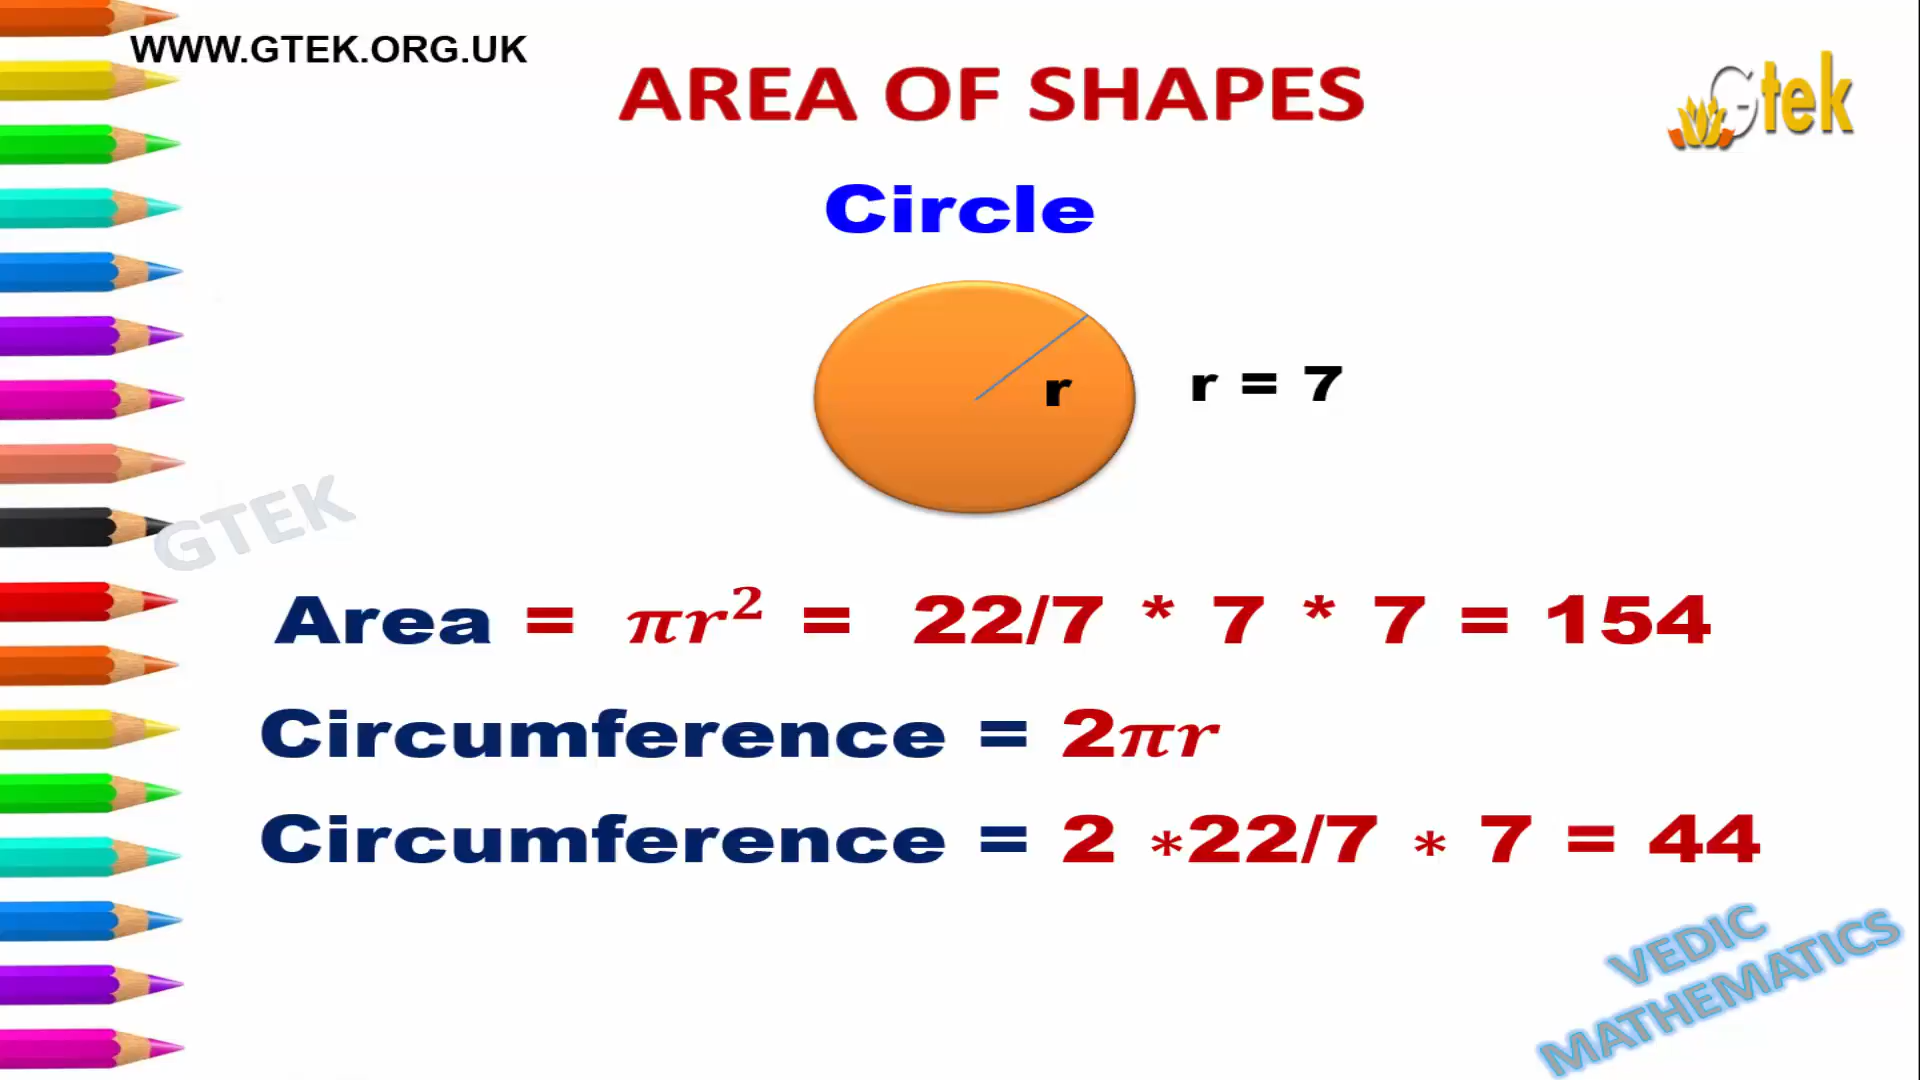 WWW.GTEK.ORG.UK
AREA OF SHAPES
Gtek
Circle
r
r = 7
GTEK
Area = πr² = 22/7 * 7 * 7 = 154
Circumference = 2πr
Circumference = 2 *22/7 * 7 = 44
VEDIC
MATHEMATICS